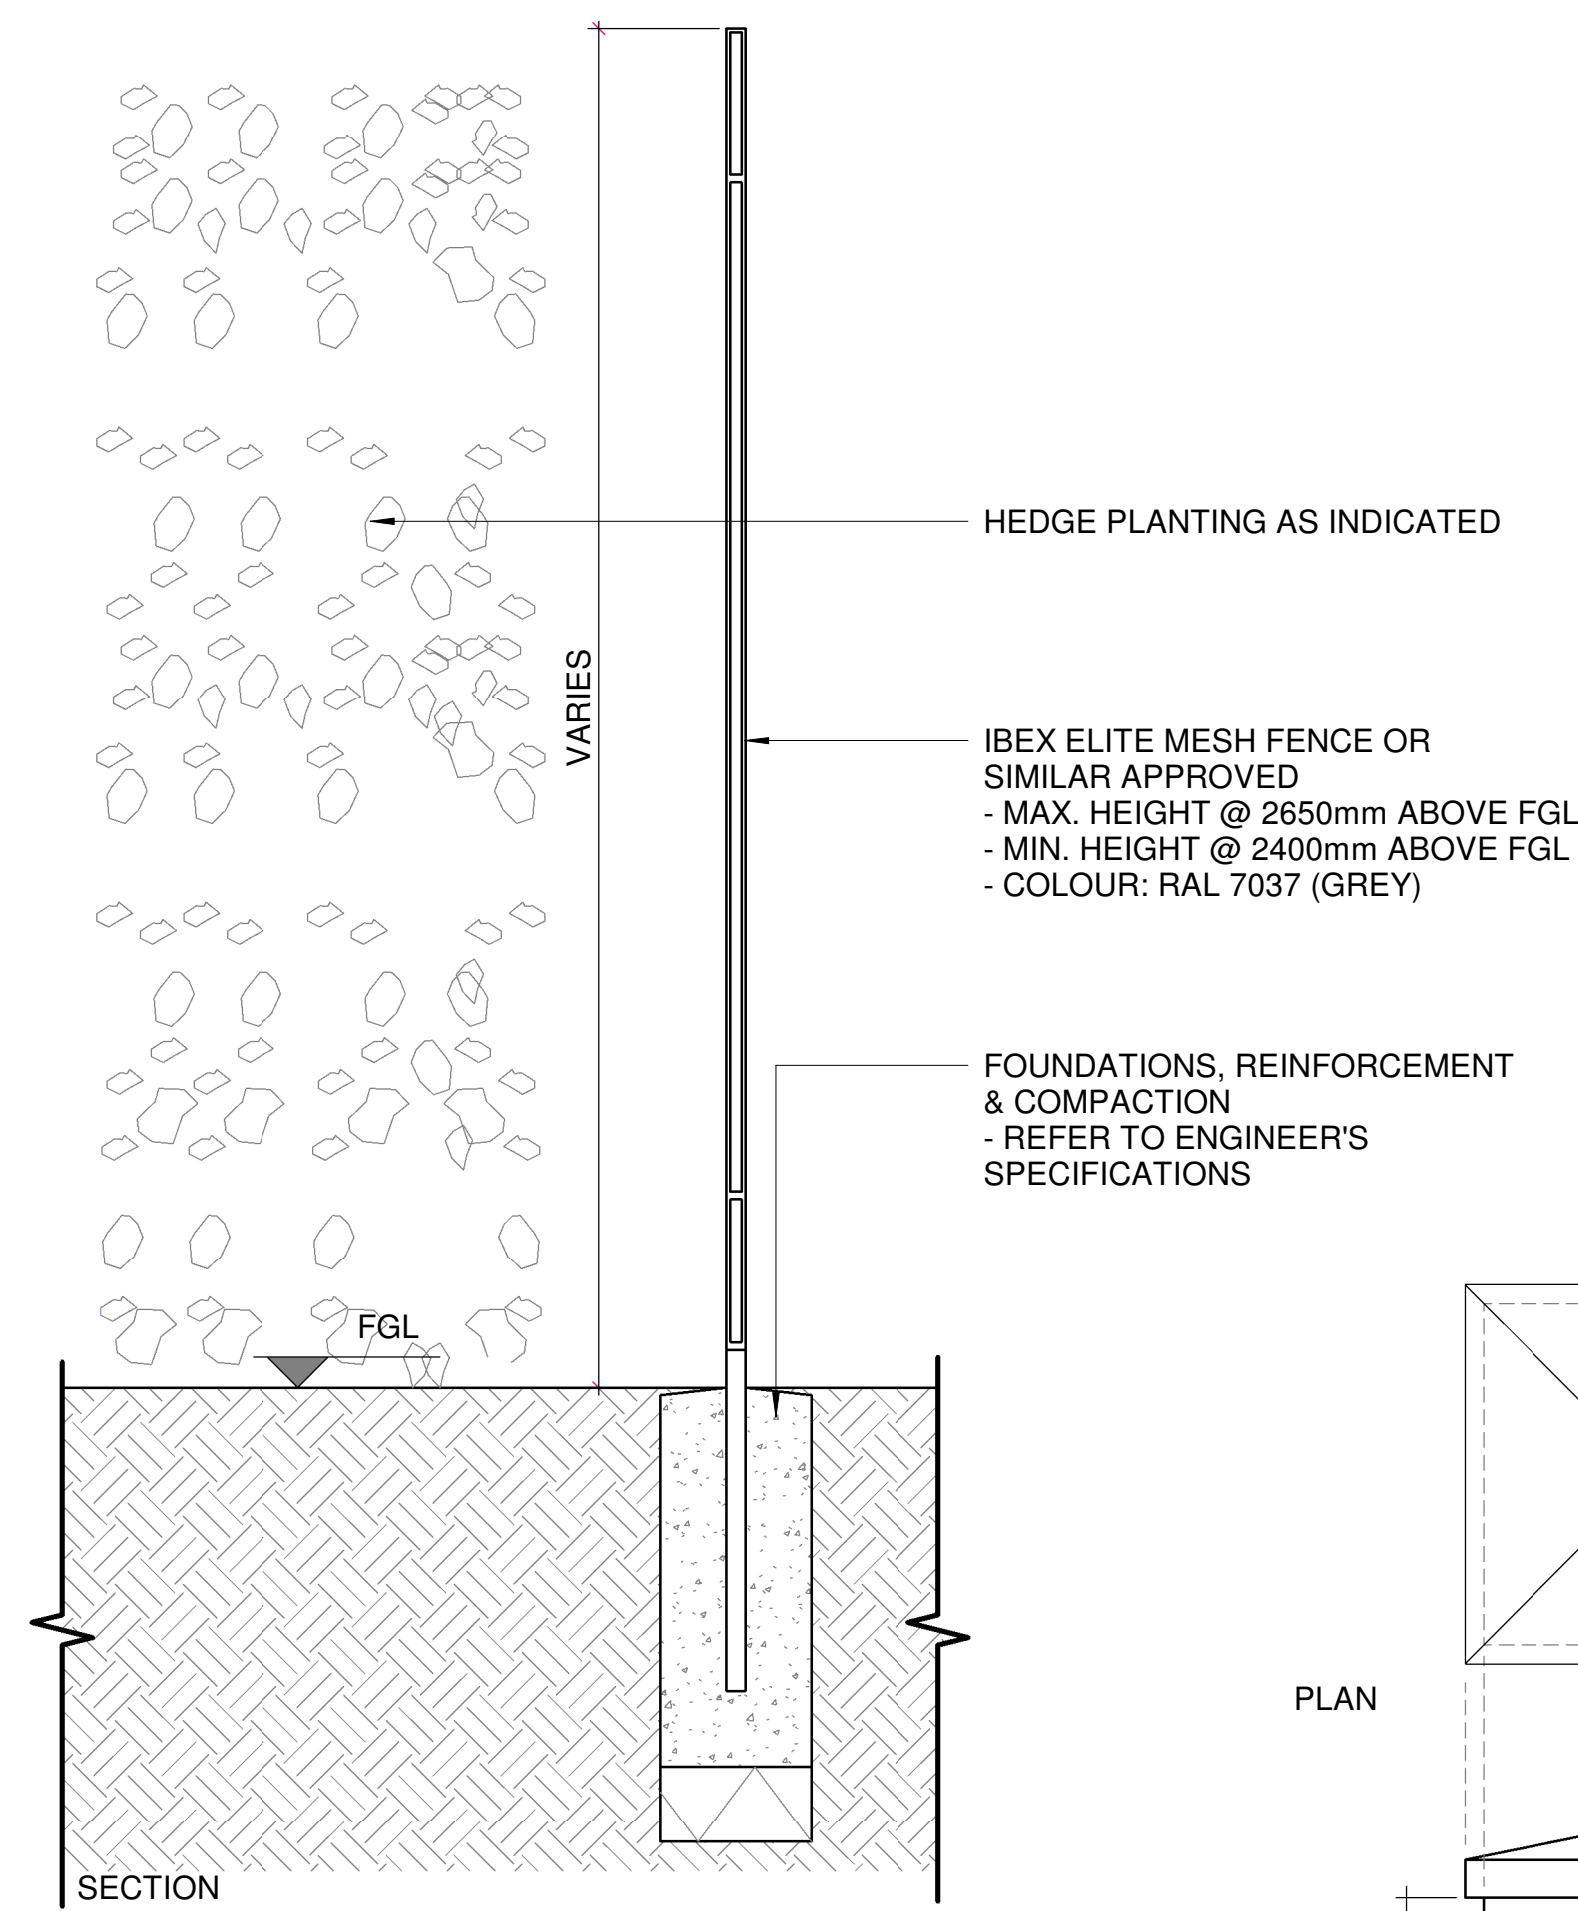 HEDGE PLANTING AS INDICATED
VARIES
IBEX ELITE MESH FENCE OR
SIMILAR APPROVED
- MAX. HEIGHT @ 2650mm ABOVE FGL
- MIN. HEIGHT @ 2400mm ABOVE FGL
- COLOUR: RAL 7037 (GREY)
FOUNDATIONS, REINFORCEMENT
& COMPACTION
- REFER TO ENGINEER'S
SPECIFICATIONS
FGL
PLAN
SECTION